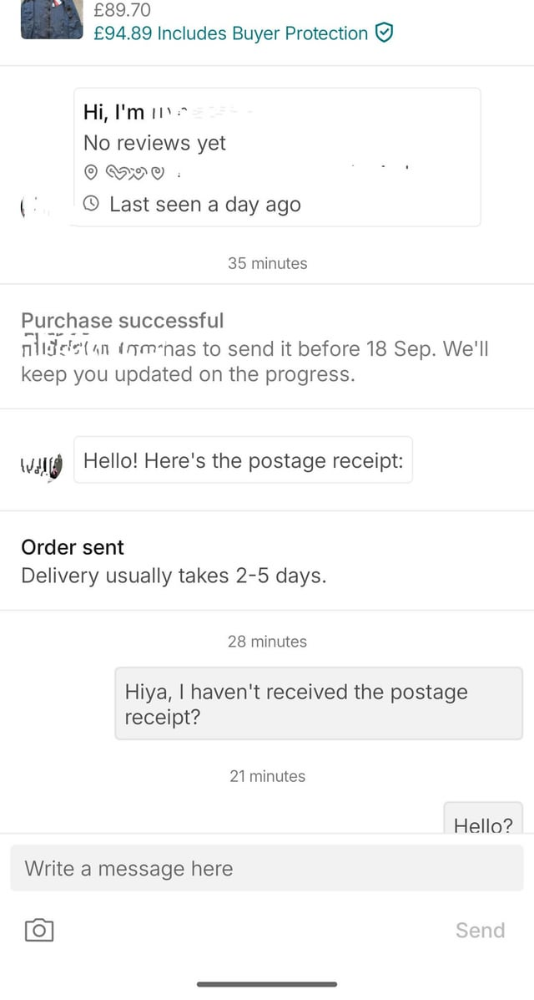 £89.70
£94.89 Includes Buyer Protection
Hi, I'm
No reviews yet
Last seen a day ago
35 minutes
Purchase successful
has to send it before 18 Sep. We'll
keep you updated on the progress.
Hello! Here's the postage receipt:
Order sent
Delivery usually takes 2-5 days.
28 minutes
Hiya, I haven't received the postage
receipt?
21 minutes
Hello?
Write a message here
Send